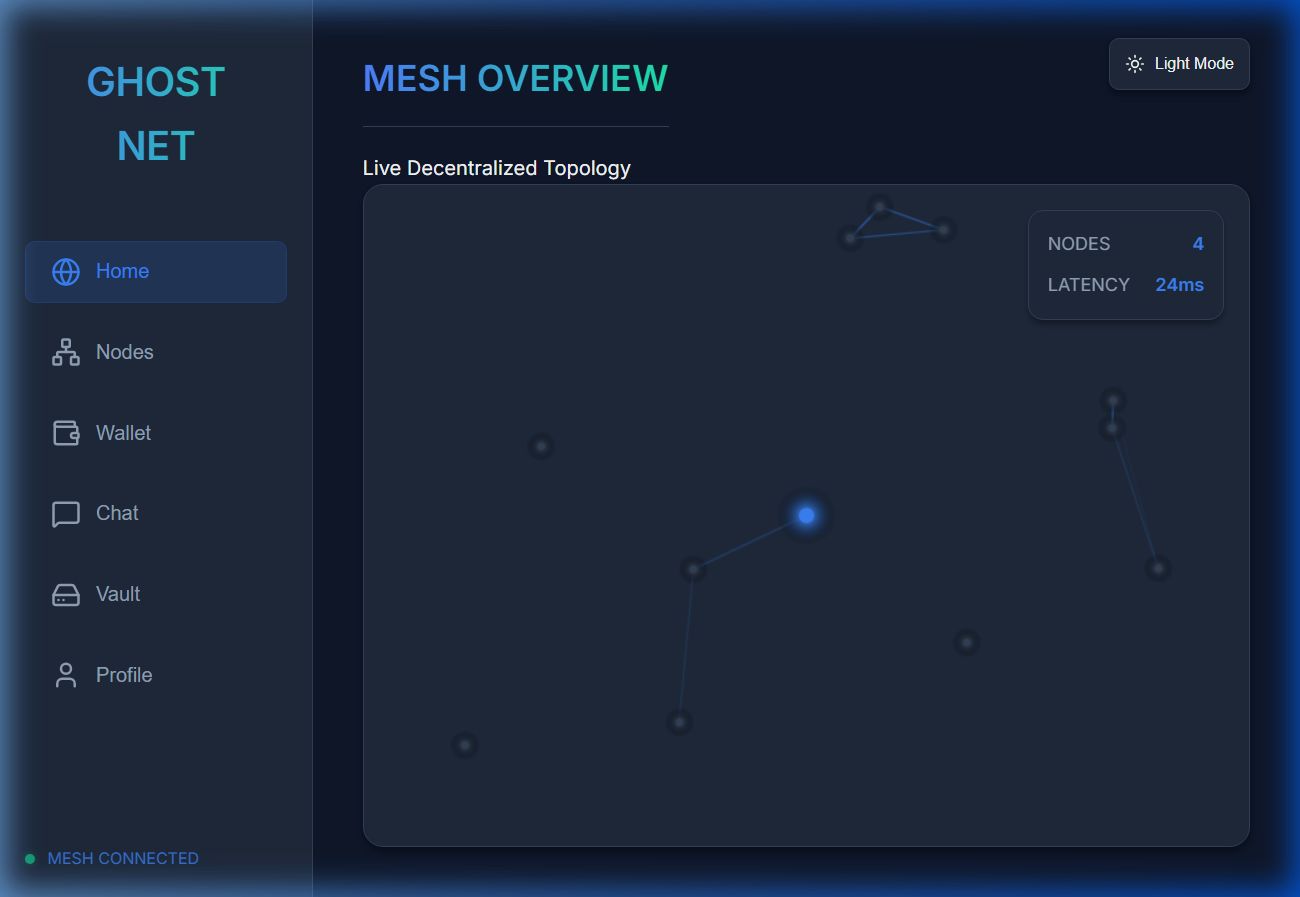 GHOST
NET
Home
Nodes
Wallet
Chat
Vault
Profile
MESH CONNECTED
MESH OVERVIEW
Light Mode
Live Decentralized Topology
NODES 4
LATENCY 24ms